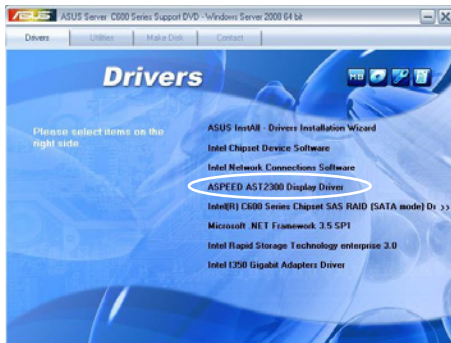 ASUS Server C600 Series Support DVD - Windows Server 2008 64 bit
Drivers
Utilities
Make Disk
Contact
Drivers
Please select items on the
right side.
ASUS InstAll - Drivers Installation Wizard
Intel Chipset Device Software
Intel Network Connections Software
ASPEED AST2300 Display Driver
Intel(R) C600 Series Chipset SAS RAID (SATA mode) Dr >>
Microsoft .NET Framework 3.5 SP1
Intel Rapid Storage Technology enterprise 3.0
Intel I350 Gigabit Adapters Driver